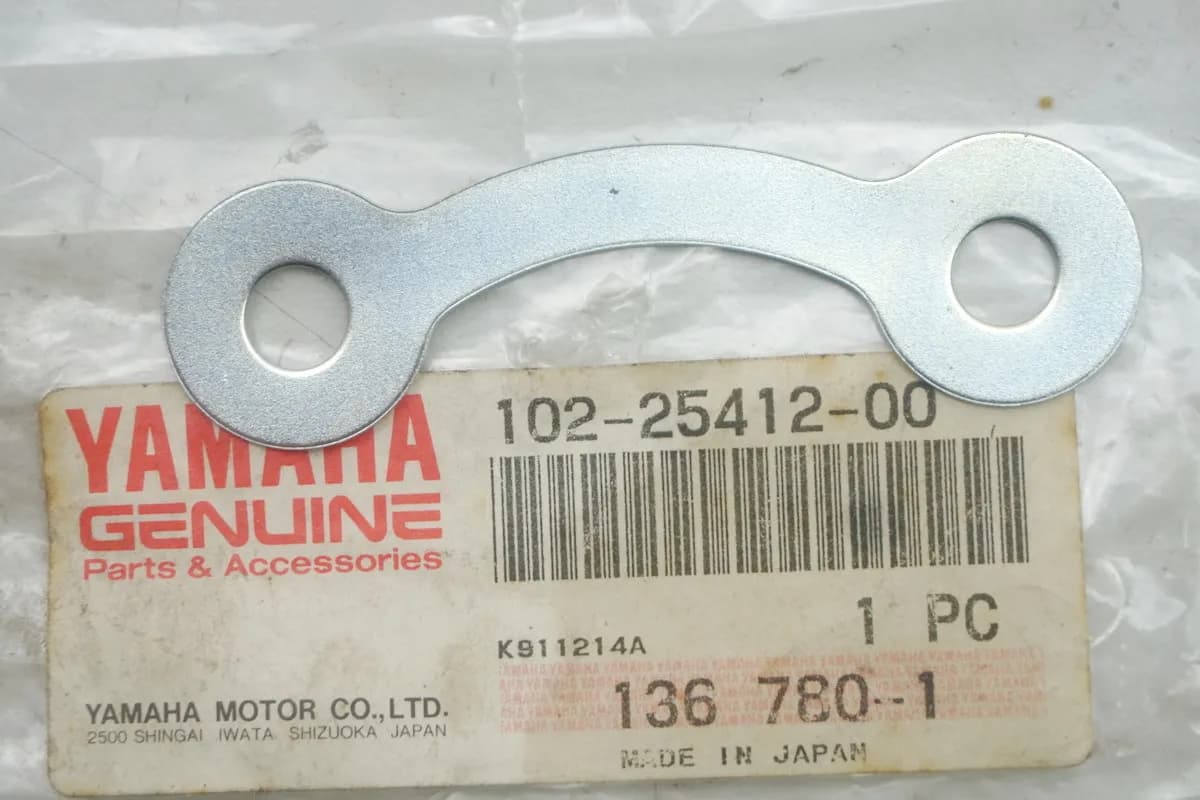 YAMAHA
GENUINE
Parts & Accessories
102-25412-00
1 PC
K911214A
136 780--1
MADE IN JAPAN
YAMAHA MOTOR CO.,LTD.
2500 SHINGAI IWATA SHIZUOKA JAPAN